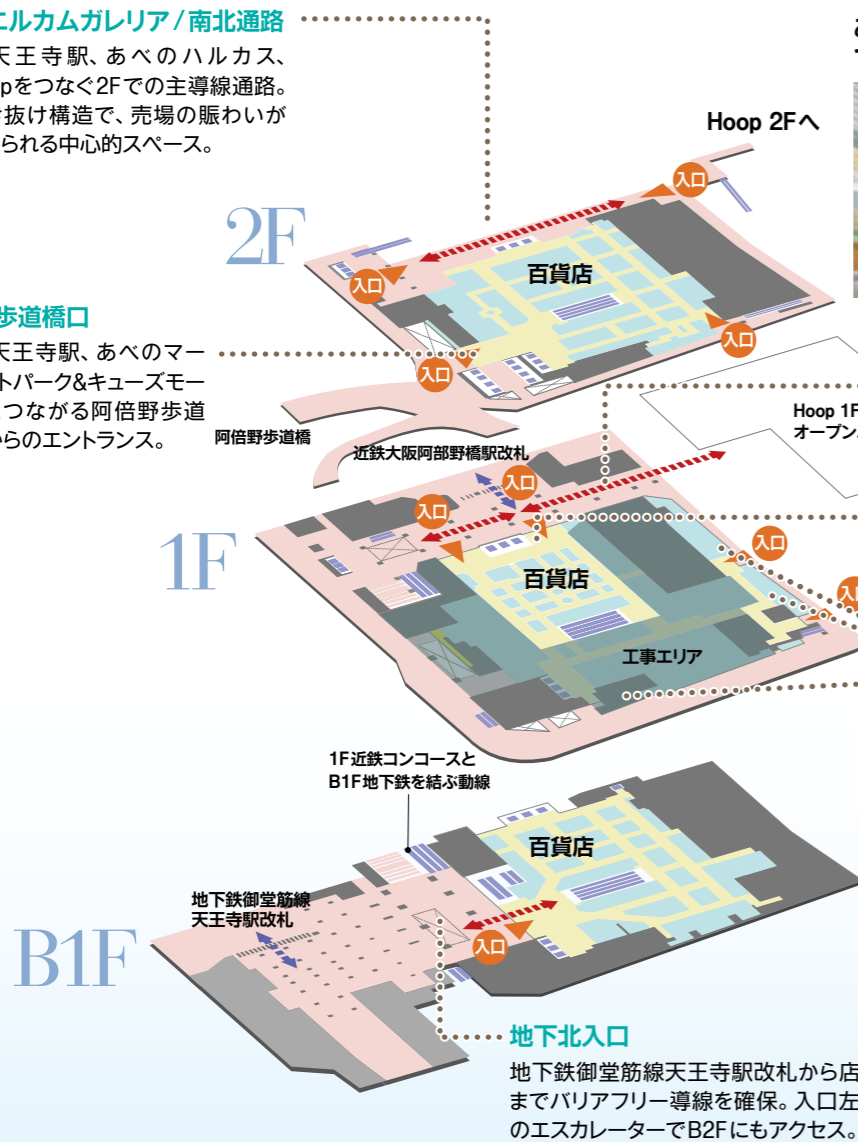 エルカムガレリア/南北通路
天王寺駅、あべのハルカス、
pをつなぐ2Fでの主導線通路。
抜け構造で、売場の賑わいが
られる中心的スペース。
Hoop 2Fへ
2F
入口
入口
百貨店
入口
入口
歩道橋口
天王寺駅、あべのマー
トパーク&キューズモー
つながる阿倍野歩道
らのエントランス。
阿倍野歩道橋
近鉄大阪阿部野橋駅改札
Hoop 1F
オープン
1F
入口
入口
百貨店
入口
入口
工事エリア
1F近鉄コンコースと
B1F地下鉄を結ぶ動線
百貨店
地下鉄御堂筋線
天王寺駅改札
B1F
入口
地下北入口
地下鉄御堂筋線天王寺駅改札から店
までバリアフリー導線を確保。入口左
のエスカレーターでB2Fにもアクセス。